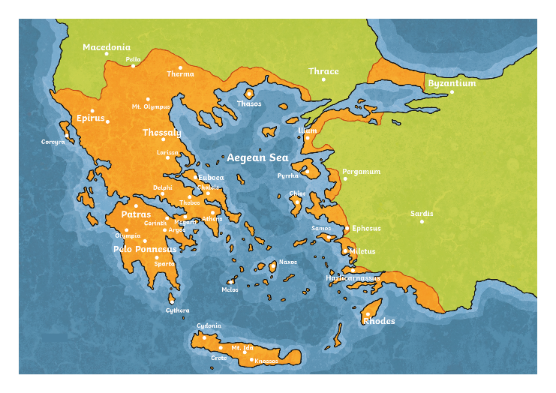 Macedonia
Pella
Therma
Thrace
Byzantium
Thasos
Mt. Olympus
Epirus
Thessaly
Corcyra
Larissa
Ilium
Aegean Sea
Pyrrha
Pergamum
Euboea
Chalcis
Delphi
Thebes
Chios
Patras
Corinth
Megara
Athens
Argos
Olympia
Sardis
Samos
Ephesus
Pelo Ponnesus
Miletus
Sparta
Naxos
Halikarnassus
Melos
Cythera
Rhodes
Cydonia
Mt. Ida
Crete
Knossos